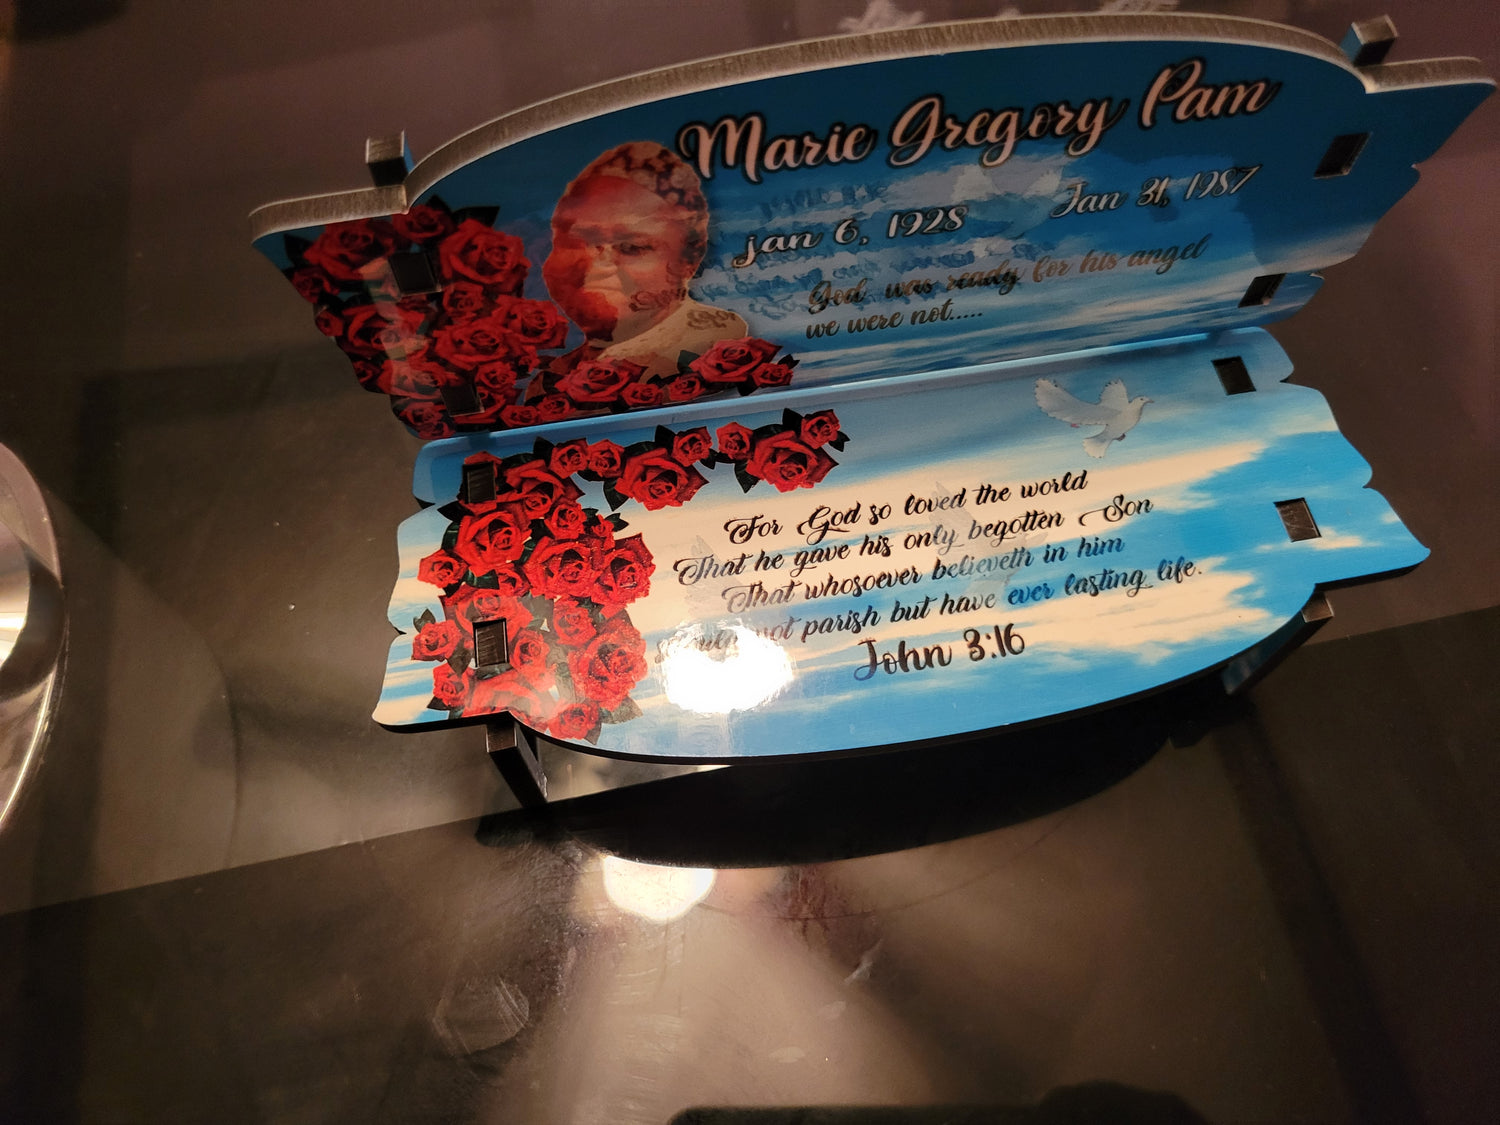 Marie Gregory Pam
jan 6, 1928 Jan 31, 1987
God was ready for his angel
we were not.....
For God so loved the world
That he gave his only begotten Son
That whosoever believeth in him
not parish but have ever lasting life.
John 3:16